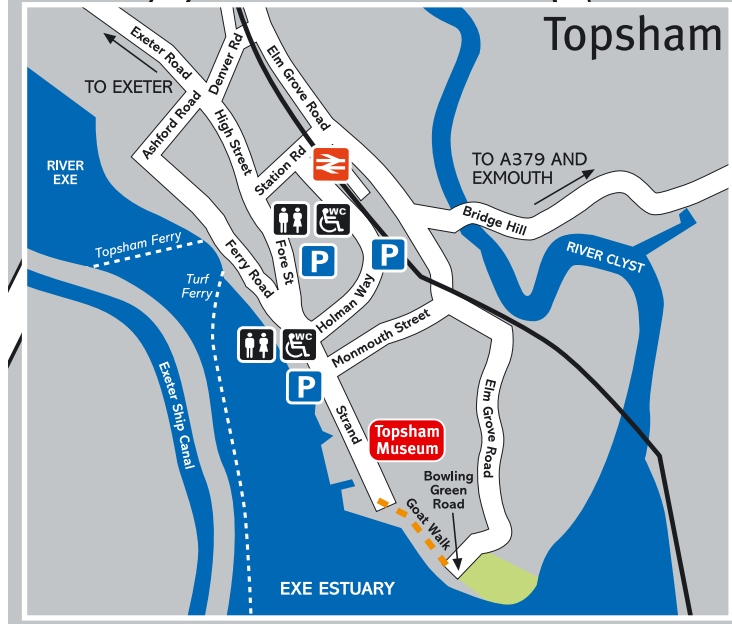 Topsham
Exeter Road
TO EXETER
Denver Rd
Elm Grove Road
Ashford Road
High Street
Station Rd
TO A379 AND
EXMOUTH
RIVER
EXE
Bridge Hill
WC
RIVER CLYST
Topsham Ferry
Ferry Road
Fore St
P
P
Turf
Ferry
Holman Way
WC
Monmouth Street
P
Exeter Ship Canal
Strand
Elm Grove Road
Topsham
Museum
Bowling
Green
Road
Goat Walk
EXE ESTUARY